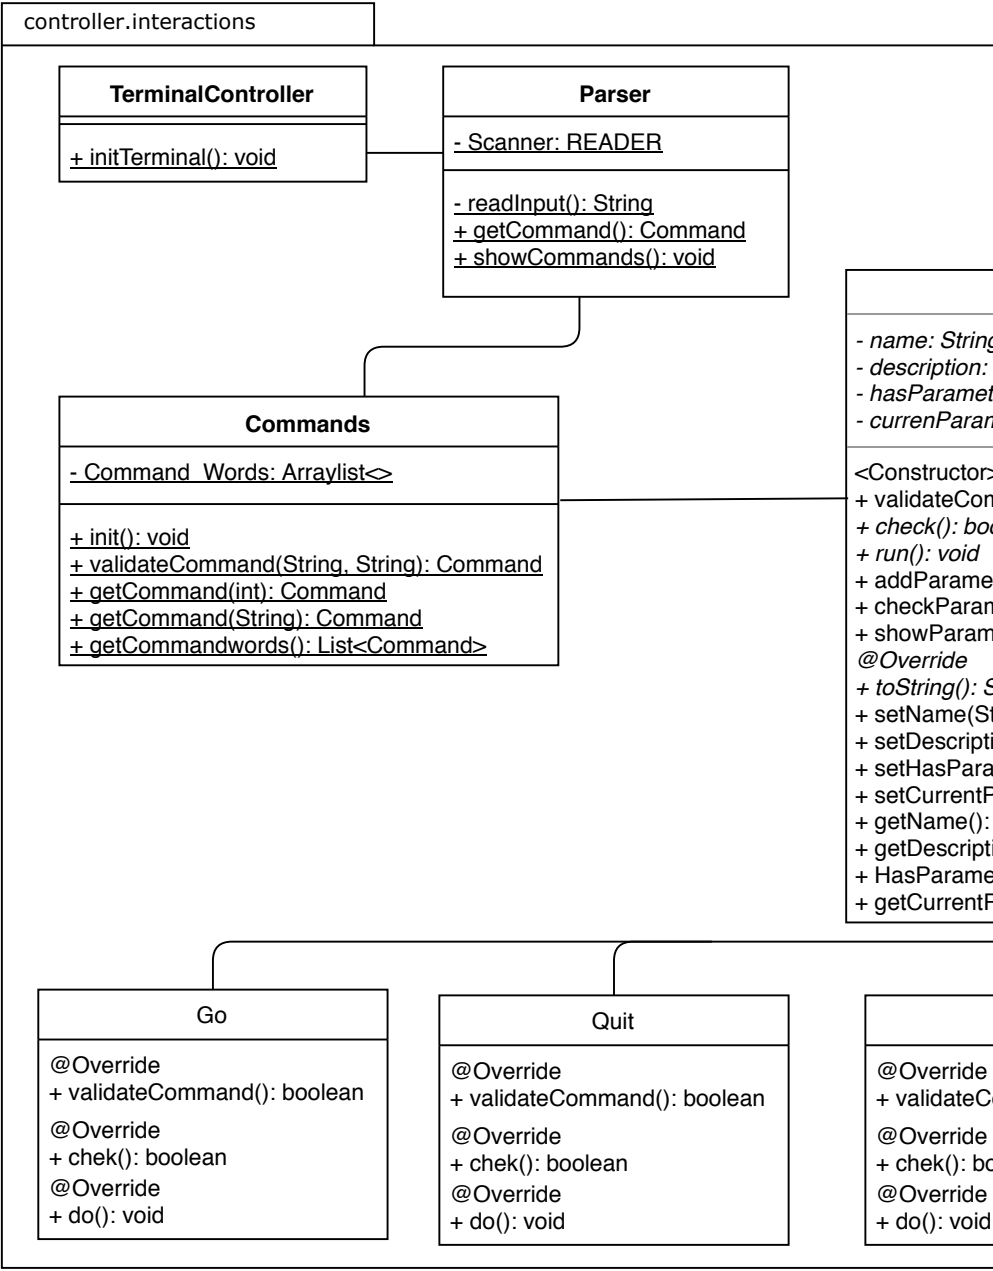 controller.interactions
TerminalController
+ initTerminal(): void
Parser
- Scanner: READER
- readInput(): String
+ getCommand(): Command
+ showCommands(): void
Commands
- Command_Words: Arraylist<>
+ init(): void
+ validateCommand(String, String): Command
+ getCommand(int): Command
+ getCommand(String): Command
+ getCommandwords(): List<Command>
- name: String
- description:
- hasParamet
- currenParam
<Constructor>
+ validateCom
+ check(): boo
+ run(): void
+ addParame
+ checkParam
+ showParam
@Override
+ toString(): S
+ setName(St
+ setDescripti
+ setHasPara
+ setCurrentP
+ getName():
+ getDescripti
+ HasParame
+ getCurrentP
Go
@Override
+ validateCommand(): boolean
@Override
+ chek(): boolean
@Override
+ do(): void
Quit
@Override
+ validateCommand(): boolean
@Override
+ chek(): boolean
@Override
+ do(): void
@Override
+ validateCo
@Override
+ chek(): bo
@Override
+ do(): void